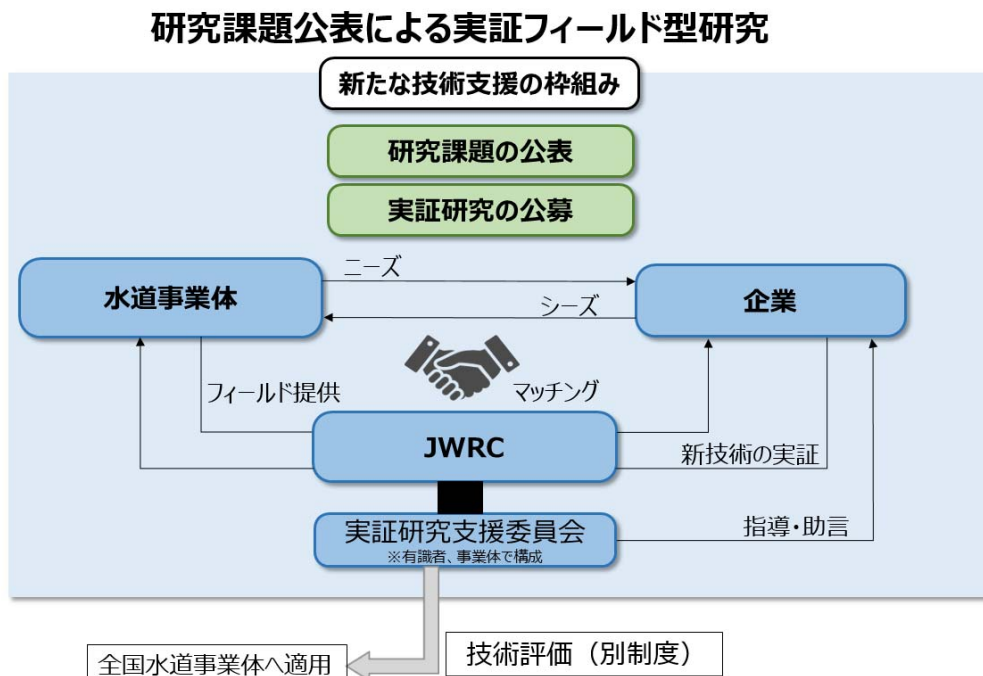 研究課題公表による実証フィールド型研究
新たな技術支援の枠組み
研究課題の公表
実証研究の公募
ニーズ
水道事業体
企業
シーズ
フィールド提供
マッチング
JWRC
新技術の実証
実証研究支援委員会
※有識者、事業体で構成
指導・助言
技術評価（別制度）
全国水道事業体へ適用